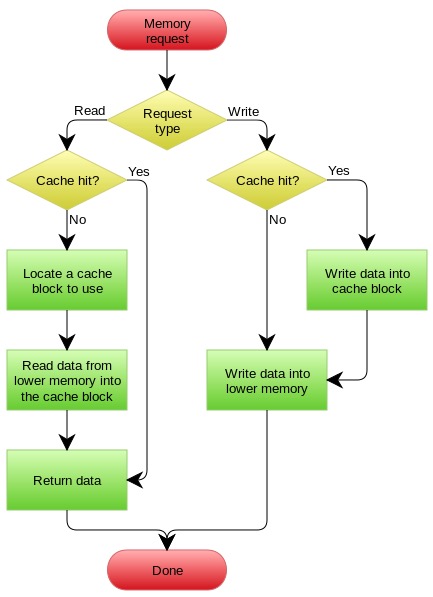 Memory
request
Request
type
Read
Write
Cache hit?
Yes
No
Cache hit?
Yes
No
Locate a cache
block to use
Write data into
cache block
Read data from
lower memory into
the cache block
Write data into
lower memory
Return data
Done